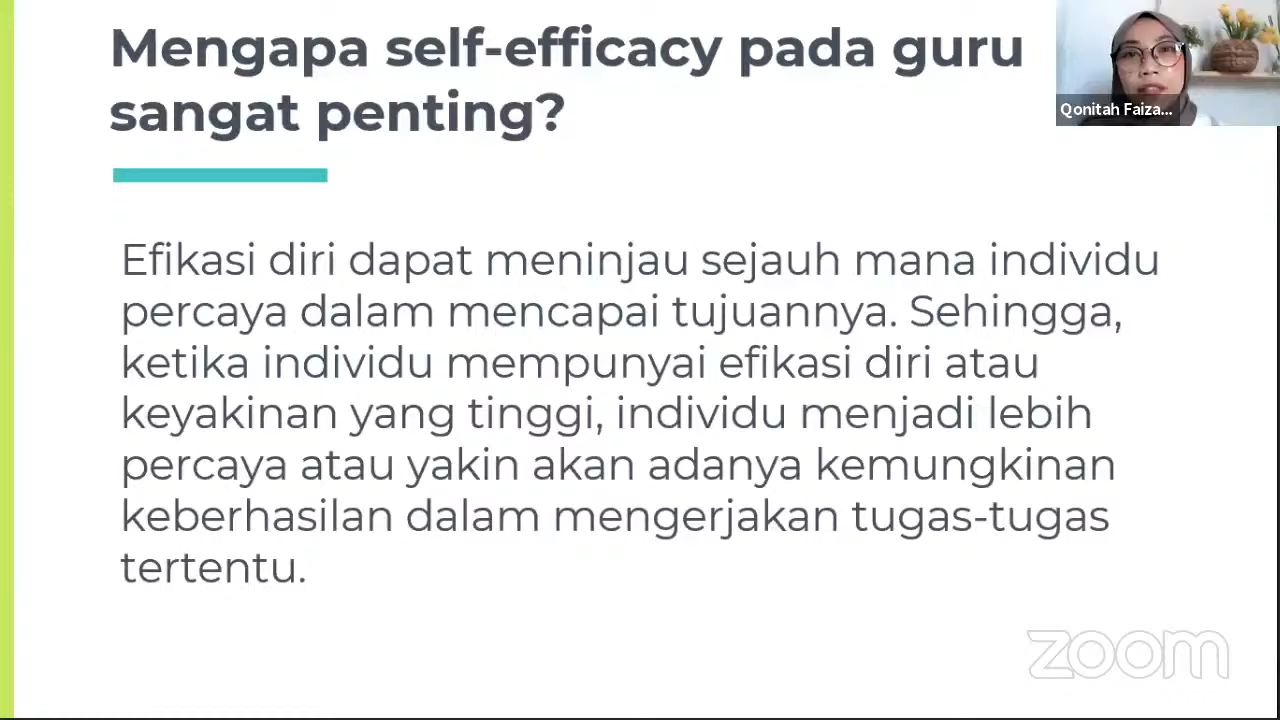 Mengapa self-efficacy pada guru
sangat penting?
Qonitah Faiza...
Efikasi diri dapat meninjau sejauh mana individu
percaya dalam mencapai tujuannya. Sehingga,
ketika individu mempunyai efikasi diri atau
keyakinan yang tinggi, individu menjadi lebih
percaya atau yakin akan adanya kemungkinan
keberhasilan dalam mengerjakan tugas-tugas
tertentu.
zoom